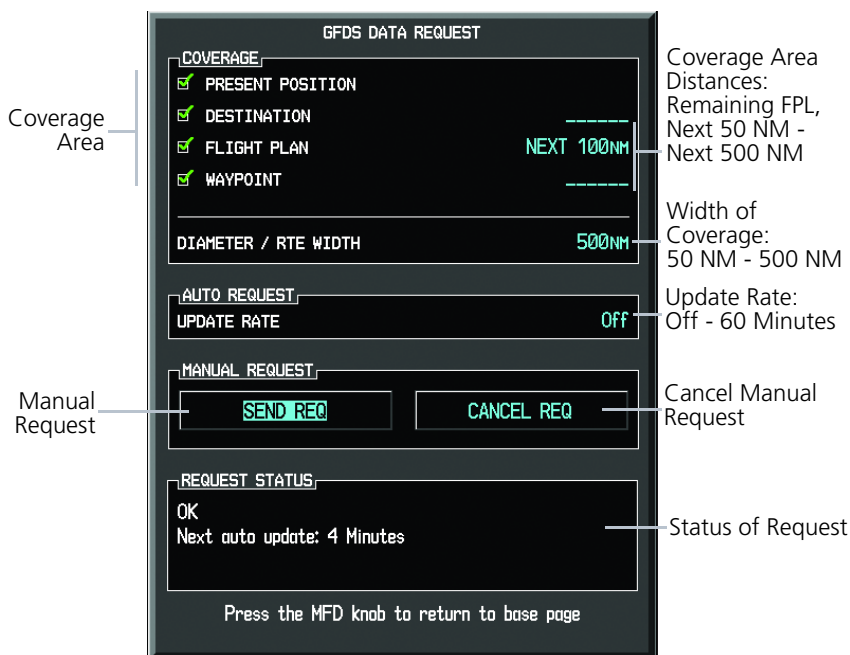 GFDS DATA REQUEST
COVERAGE
PRESENT POSITION
DESTINATION ______
FLIGHT PLAN NEXT 100NM
WAYPOINT ______
DIAMETER / RTE WIDTH 500NM
AUTO REQUEST
UPDATE RATE Off
MANUAL REQUEST
SEND REQ CANCEL REQ
REQUEST STATUS
OK
Next auto update: 4 Minutes
Press the MFD knob to return to base page
Coverage
Area
Manual
Request
Coverage Area
Distances:
Remaining FPL,
Next 50 NM -
Next 500 NM
Width of
Coverage:
50 NM - 500 NM
Update Rate:
Off - 60 Minutes
Cancel Manual
Request
Status of Request